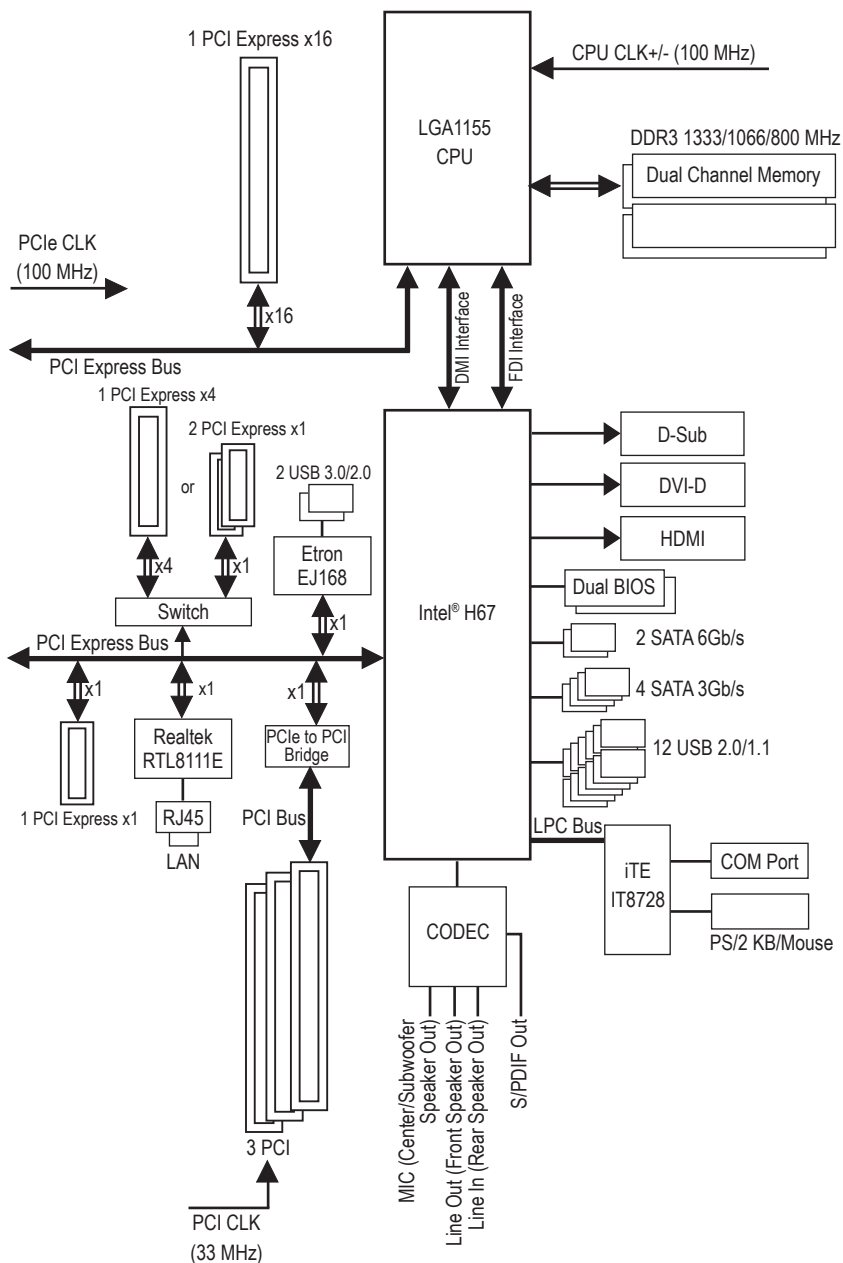 1 PCI Express x16
CPU CLK+/- (100 MHz)
LGA1155
CPU
DDR3 1333/1066/800 MHz
Dual Channel Memory
PCIe CLK
(100 MHz)
x16
PCI Express Bus
DMI Interface
FDI Interface
1 PCI Express x4
2 PCI Express x1
or
2 USB 3.0/2.0
D-Sub
DVI-D
HDMI
x4
x1
Etron
EJ168
Switch
x1
Intel® H67
Dual BIOS
PCI Express Bus
2 SATA 6Gb/s
x1
x1
x1
4 SATA 3Gb/s
Realtek
RTL8111E
PCIe to PCI
Bridge
12 USB 2.0/1.1
1 PCI Express x1
RJ45
LAN
PCI Bus
LPC Bus
iTE
IT8728
COM Port
PS/2 KB/Mouse
CODEC
MIC (Center/Subwoofer
Speaker Out)
Line Out (Front Speaker Out)
Line In (Rear Speaker Out)
S/PDIF Out
3 PCI
PCI CLK
(33 MHz)